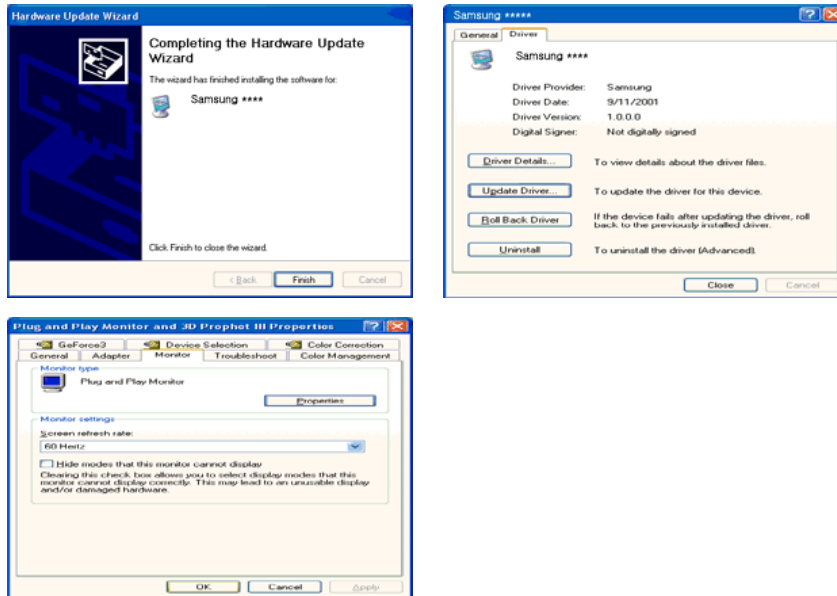 Hardware Update Wizard
Completing the Hardware Update
Wizard
The wizard has finished installing the software for:
Samsung ****
Click Finish to close the wizard.
< Back
Finish
Cancel
Samsung *****
General
Driver
Samsung ****
Driver Provider: Samsung
Driver Date: 9/11/2001
Driver Version: 1.0.0.0
Digital Signer: Not digitally signed
Driver Details... To view details about the driver files.
Update Driver... To update the driver for this device.
Roll Back Driver If the device fails after updating the driver, roll
back to the previously installed driver.
Uninstall To uninstall the driver (Advanced).
Close
Cancel
Plug and Play Monitor and 3D Prophet III Properties
GeForce3
Device Selection
Color Correction
General
Adapter
Monitor
Troubleshoot
Color Management
Monitor type
Plug and Play Monitor
Properties
Monitor settings
Screen refresh rate:
60 Hertz
Hide modes that this monitor cannot display
Clearing this check box allows you to select display modes that this
monitor cannot display correctly. This may lead to an unusable display
and/or damaged hardware.
OK
Cancel
Apply